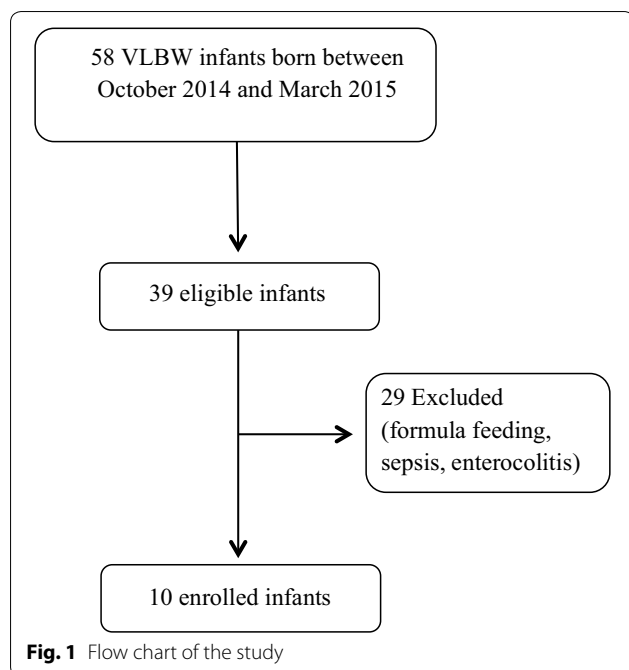 58 VLBW infants born between
October 2014 and March 2015
39 eligible infants
29 Excluded
(formula feeding,
sepsis, enterocolitis)
10 enrolled infants
Fig. 1 Flow chart of the study